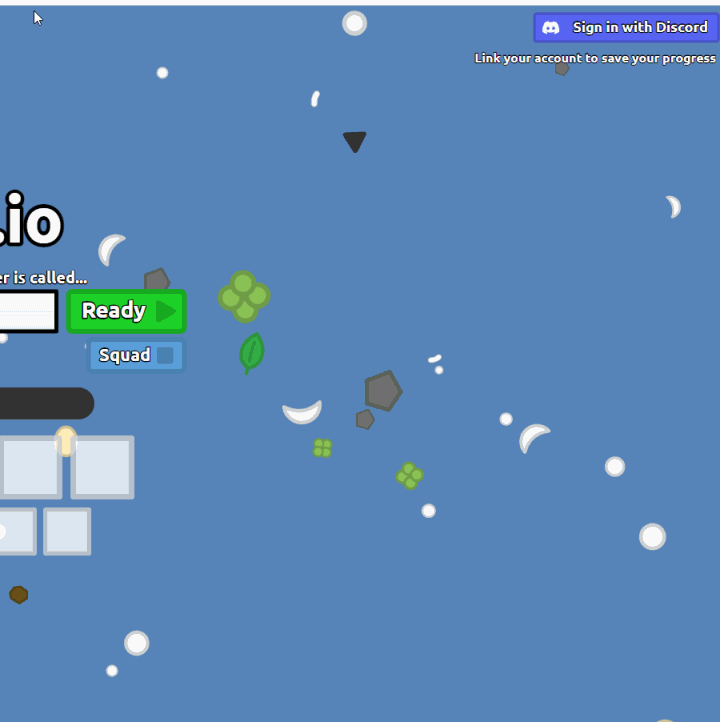 Sign in with Discord
Link your account to save your progress
.io
er is called...
Ready
Squad